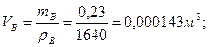 V_B = m_B / ρ_B = 0,23 / 1640 = 0,000143 м³;